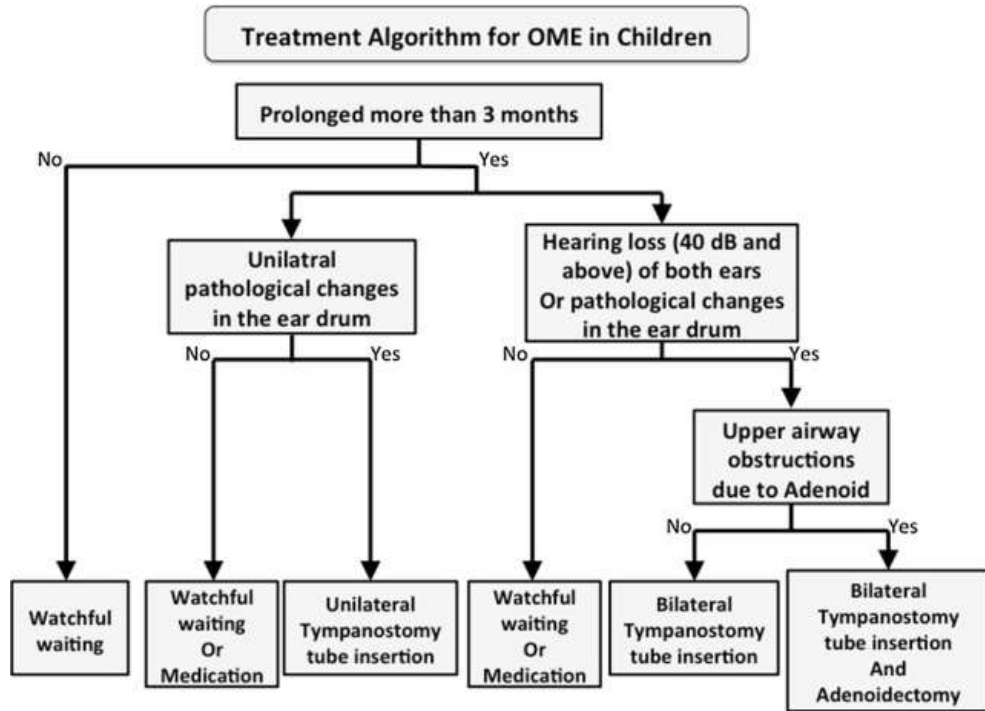 Treatment Algorithm for OME in Children
Prolonged more than 3 months
No
Yes
Unilatral
pathological changes
in the ear drum
Hearing loss (40 dB and
above) of both ears
Or pathological changes
in the ear drum
No
Yes
No
Yes
Upper airway
obstructions
due to Adenoid
No
Yes
Watchful
waiting
Watchful
waiting
Or
Medication
Unilateral
Tympanostomy
tube insertion
Watchful
waiting
Or
Medication
Bilateral
Tympanostomy
tube insertion
Bilateral
Tympanostomy
tube insertion
And
Adenoidectomy